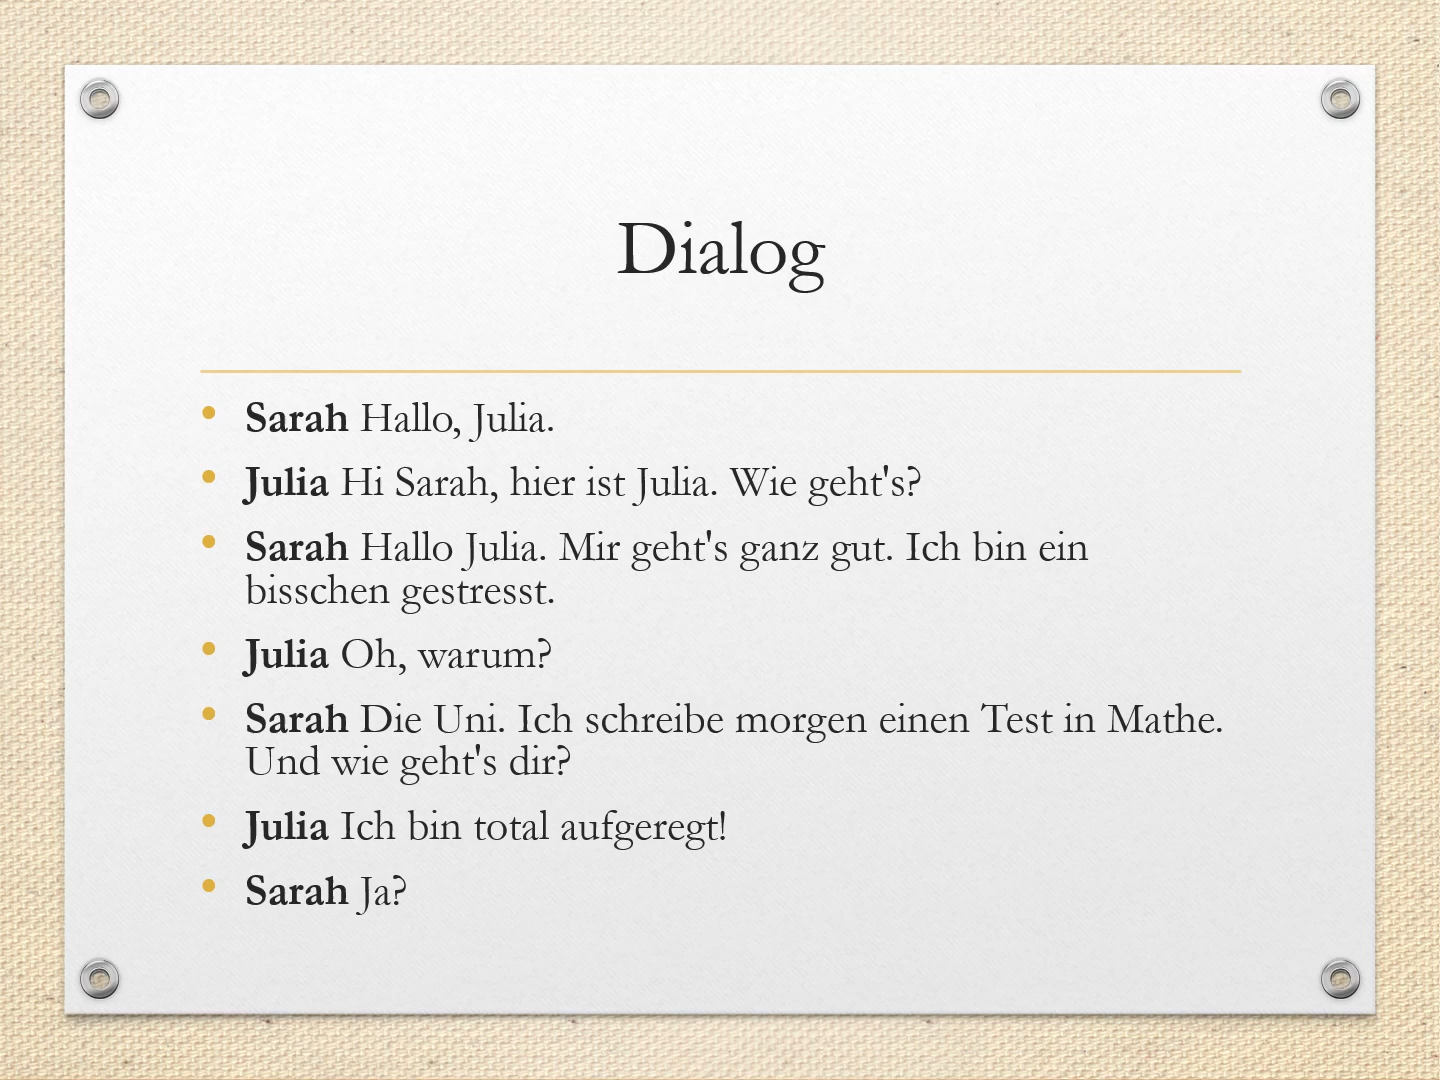 Dialog
• Sarah Hallo, Julia.
• Julia Hi Sarah, hier ist Julia. Wie geht's?
• Sarah Hallo Julia. Mir geht's ganz gut. Ich bin ein
bisschen gestresst.
• Julia Oh, warum?
• Sarah Die Uni. Ich schreibe morgen einen Test in Mathe.
Und wie geht's dir?
• Julia Ich bin total aufgeregt!
• Sarah Ja?